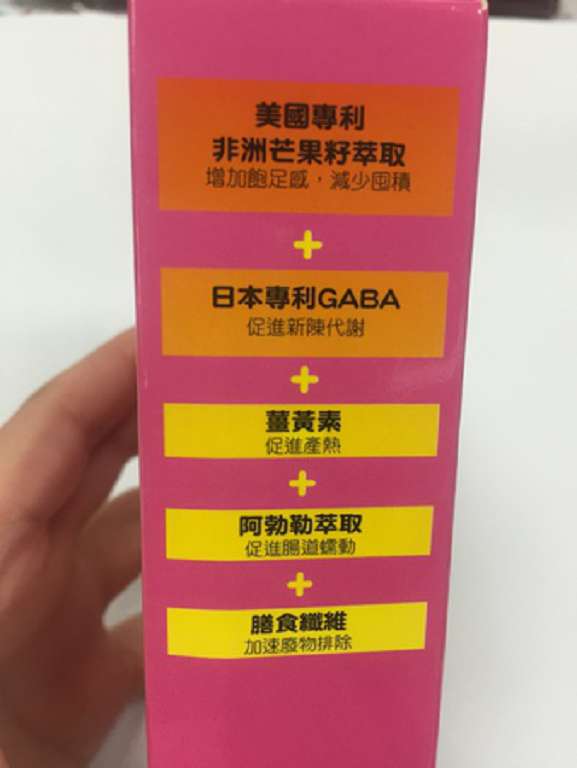 美國專利
非洲芒果籽萃取
增加飽足感，減少囤積
+
日本專利GABA
促進新陳代謝
+
薑黃素
促進產熱
+
阿勃勒萃取
促進腸道蠕動
+
膳食纖維
加速廢物排除